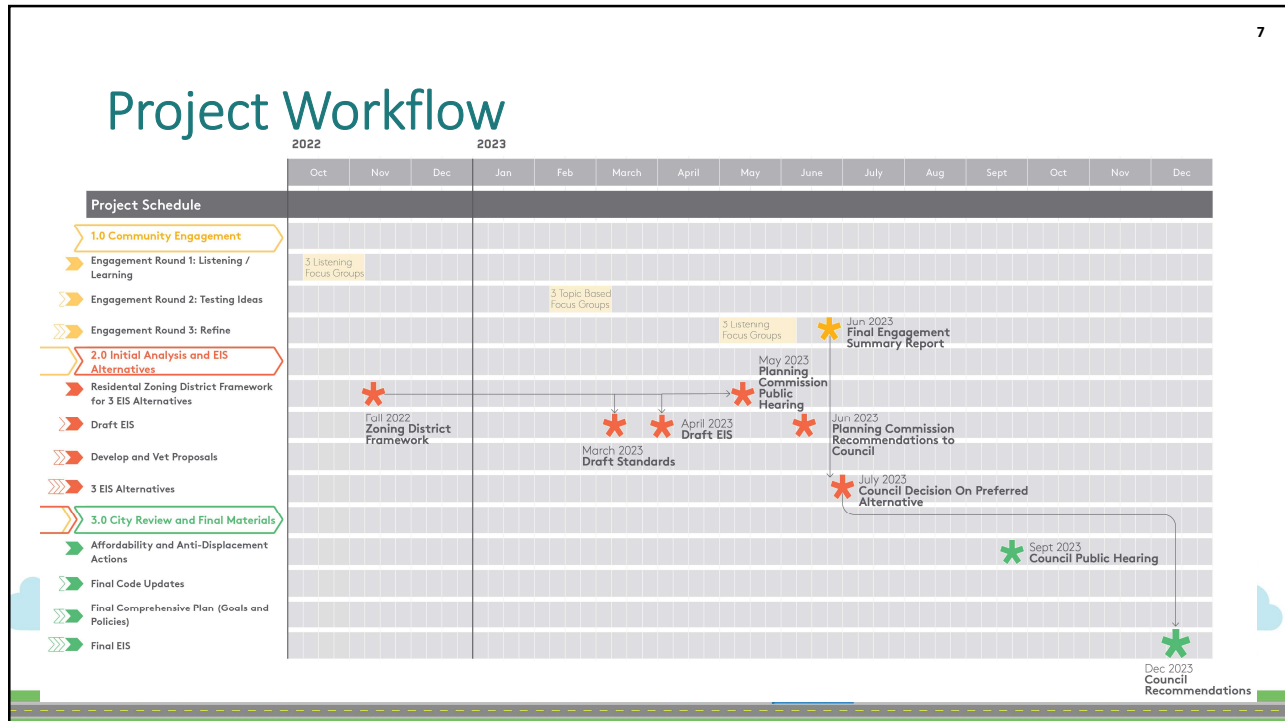 7
Project Workflow
2022 2023
Oct Nov Dec Jan Feb March April May June July Aug Sept Oct Nov Dec
Project Schedule
1.0 Community Engagement
Engagement Round 1: Listening /
Learning
3 Listening
Focus Groups
Engagement Round 2: Testing Ideas
3 Topic Based
Focus Groups
Engagement Round 3: Refine
3 Listening
Focus Groups
Jun 2023
Final Engagement
Summary Report
2.0 Initial Analysis and EIS
Alternatives
Residental Zoning District Framework
for 3 EIS Alternatives
Fall 2022
Zoning District
Framework
May 2023
Planning
Commission
Public
Hearing
Draft EIS
March 2023
Draft Standards
April 2023
Draft EIS
Jun 2023
Planning Commission
Recommendations to
Council
Develop and Vet Proposals
3 EIS Alternatives
July 2023
Council Decision On Preferred
Alternative
3.0 City Review and Final Materials
Affordability and Anti-Displacement
Actions
Sept 2023
Council Public Hearing
Final Code Updates
Final Comprehensive Plan (Goals and
Policies)
Final EIS
Dec 2023
Council
Recommendations